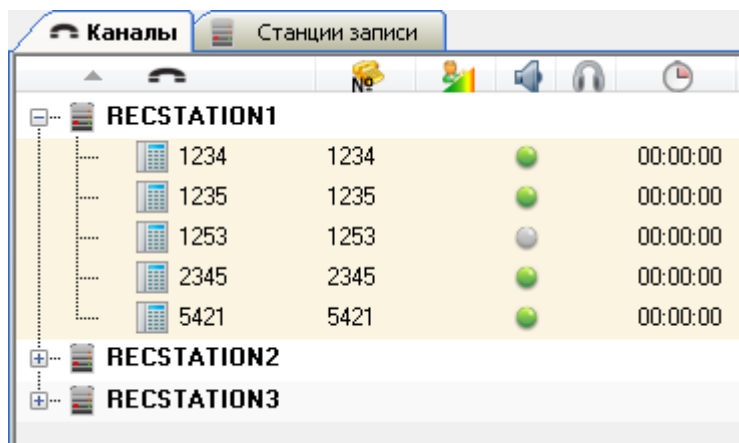 Каналы Станции записи
№
RECSTATION1
1234 1234 00:00:00
1235 1235 00:00:00
1253 1253 00:00:00
2345 2345 00:00:00
5421 5421 00:00:00
RECSTATION2
RECSTATION3